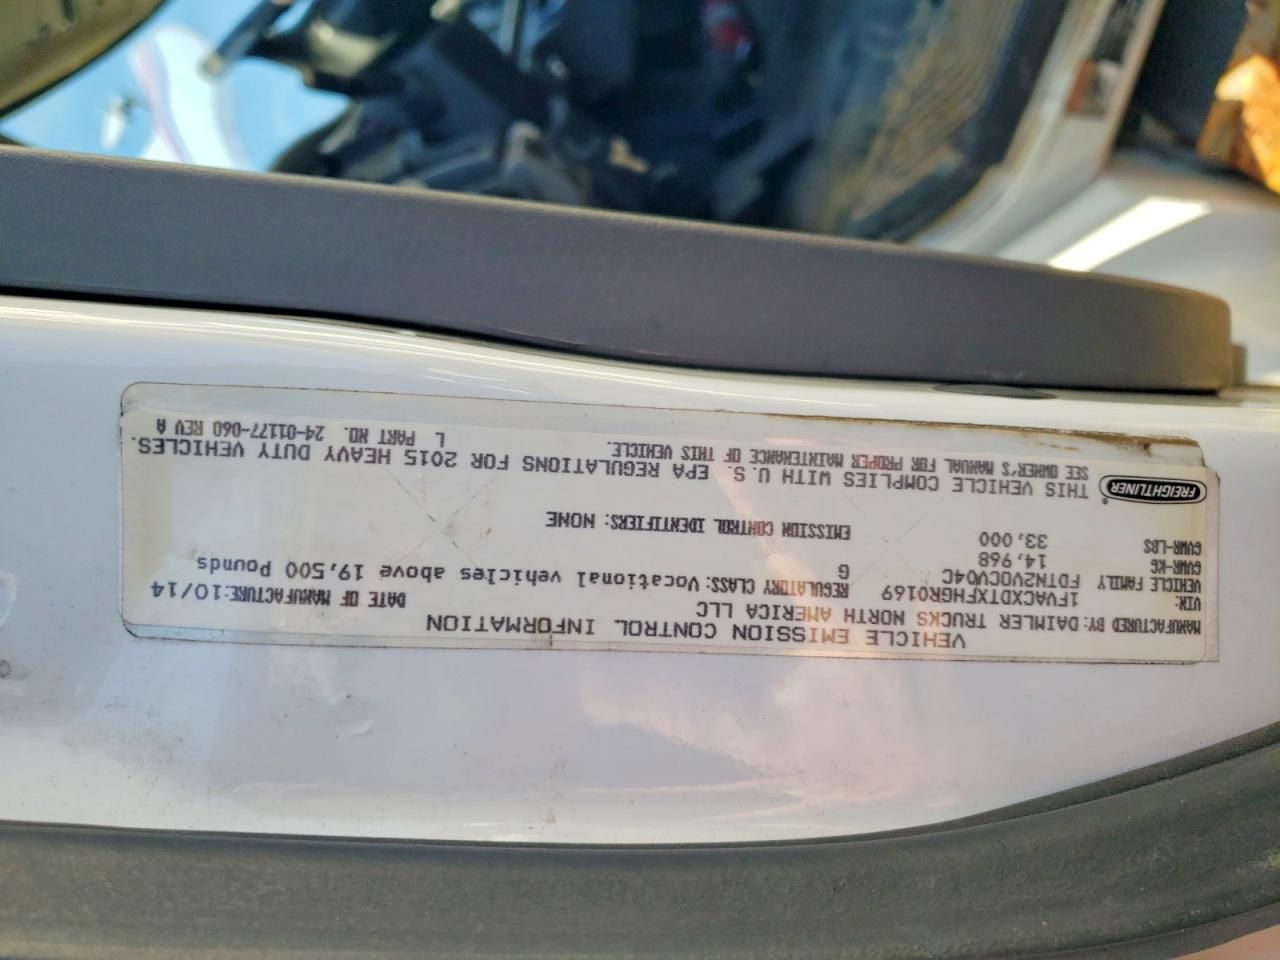 VEHICLE EMISSION CONTROL INFORMATION
MANUFACTURED BY: DAIMLER TRUCKS NORTH AMERICA LLC DATE OF MANUFACTURE:10/14
VIN: 1FVACXDTXFHGR0169 REGULATORY CLASS: Vocational vehicles above 19,500 Pounds
VEHICLE FAMILY FDTN2VOCV04C 6
GVWR-KG 14,968
GVWR-LBS 33,000 EMISSION CONTROL IDENTIFIERS: NONE
FREIGHTLINER® THIS VEHICLE COMPLIES WITH U.S. EPA REGULATIONS FOR 2015 HEAVY DUTY VEHICLES.
SEE OWNER'S MANUAL FOR PROPER MAINTENANCE OF THIS VEHICLE. L PART NO. 24-01177-060 REV A